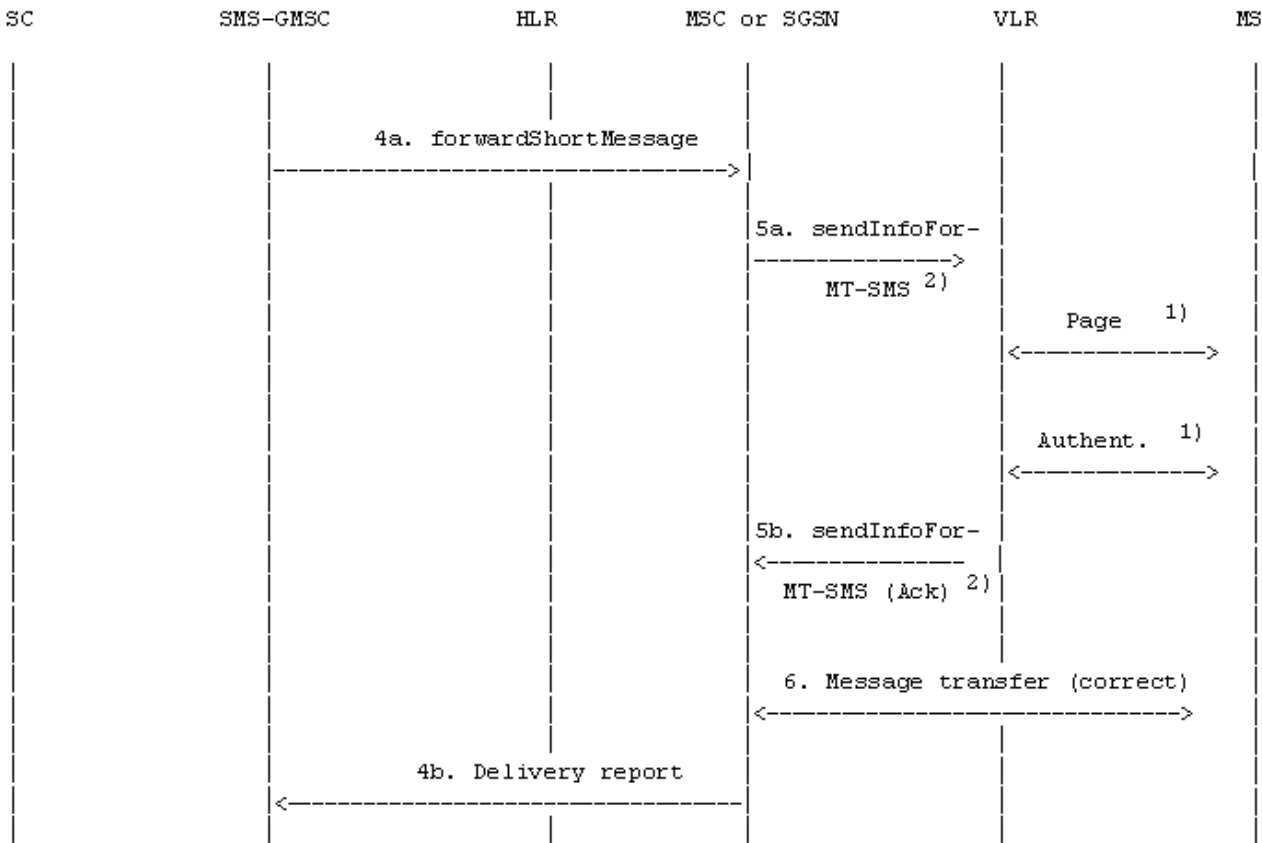 SC SMS-GMSC HLR MSC or SGSN VLR MS
4a. forwardShortMessage
5a. sendInfoFor-
MT-SMS 2)
Page 1)
Authent. 1)
5b. sendInfoFor-
MT-SMS (Ack) 2)
6. Message transfer (correct)
4b. Delivery report